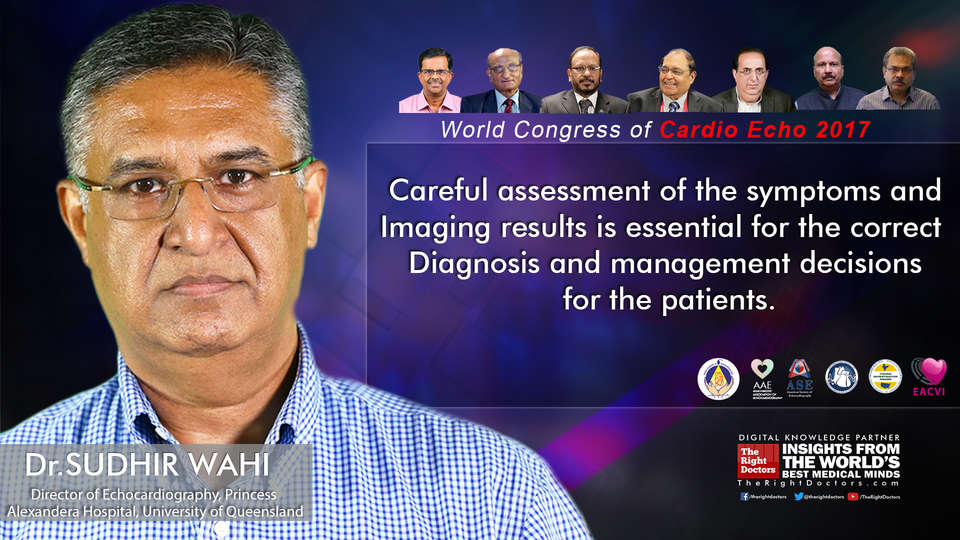 World Congress of Cardio Echo 2017
Careful assessment of the symptoms and
Imaging results is essential for the correct
Diagnosis and management decisions
for the patients.
AAE
ASE
EACVI
Dr.SUDHIR WAHI
Director of Echocardiography, Princess
Alexandera Hospital, University of Queensland
DIGITAL KNOWLEDGE PARTNER
The Right Doctors
INSIGHTS FROM
THE WORLD'S
BEST MEDICAL MINDS
TheRightDoctors.com
/therightdoctors
@therightdoctors
/TheRightDoctors